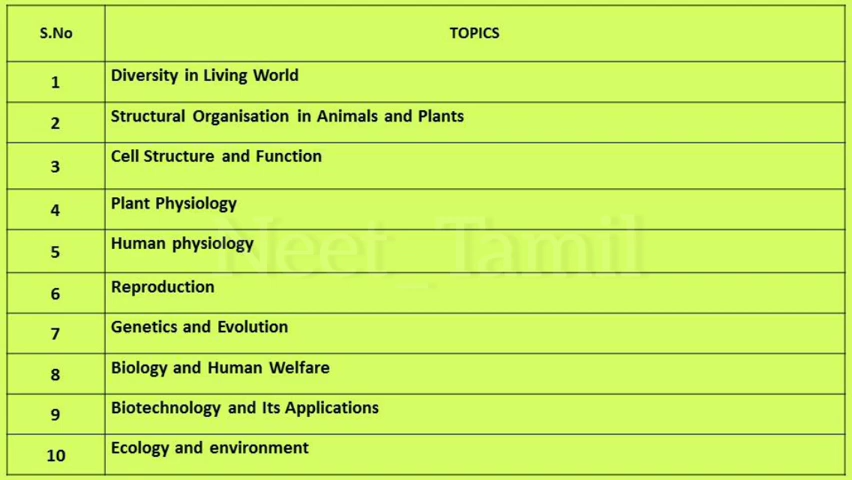 S.No TOPICS
1 Diversity in Living World
2 Structural Organisation in Animals and Plants
3 Cell Structure and Function
4 Plant Physiology
5 Human physiology
6 Reproduction
7 Genetics and Evolution
8 Biology and Human Welfare
9 Biotechnology and Its Applications
10 Ecology and environment
Neet_Tamil